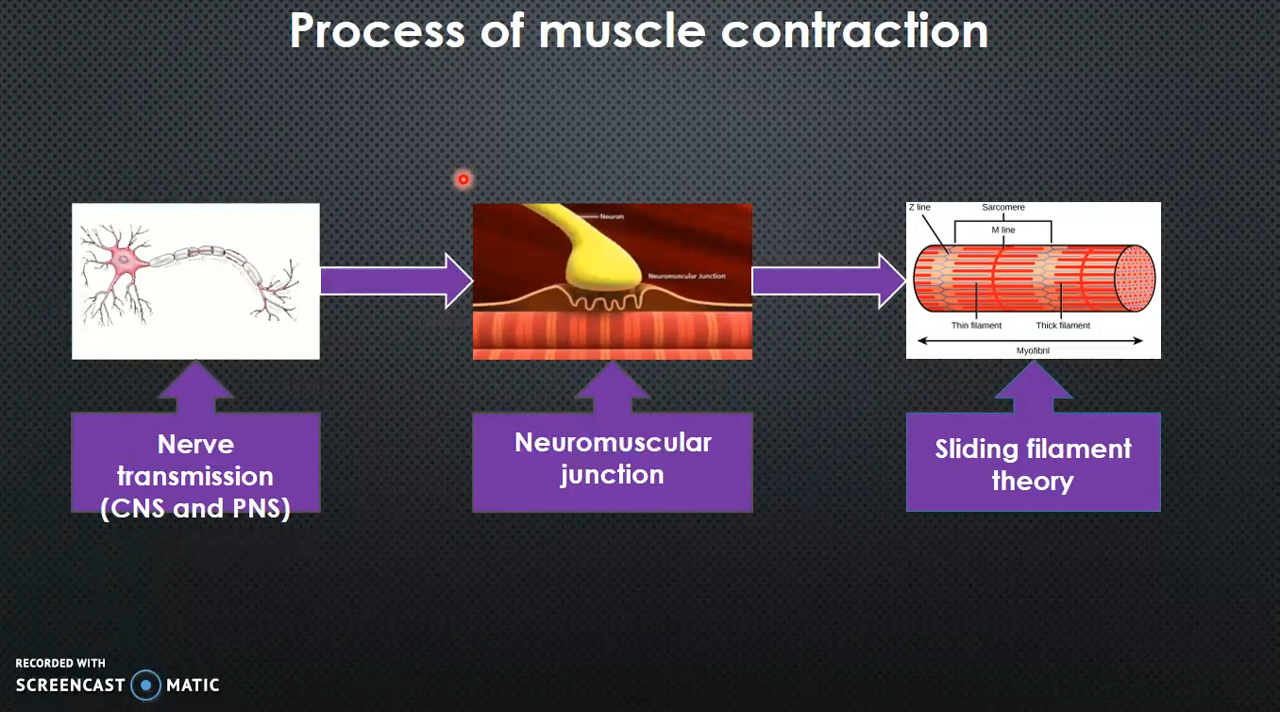 Process of muscle contraction
Neuron
Neuromuscular Junction
Z line
Sarcomere
M line
Thin filament
Thick filament
Myofibril
Nerve
transmission
(CNS and PNS)
Neuromuscular
junction
Sliding filament
theory
RECORDED WITH
SCREENCAST MATIC